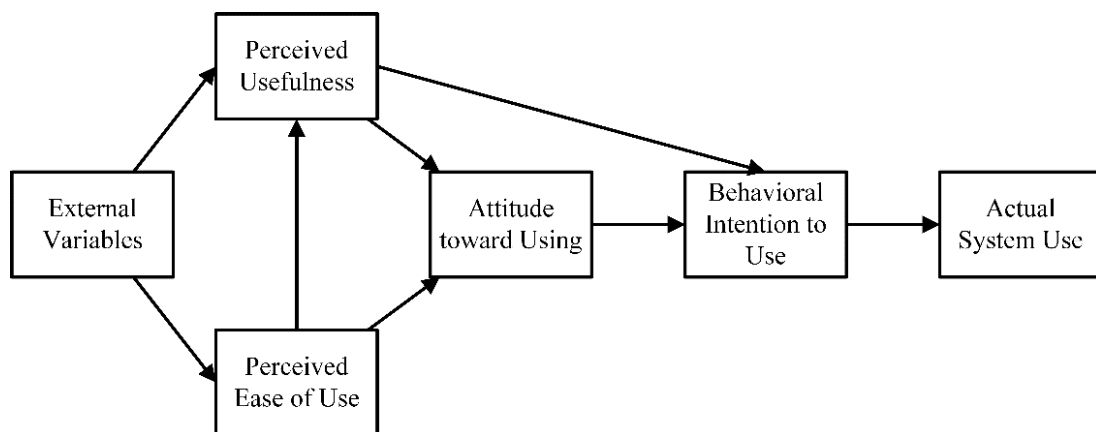 Perceived
Usefulness
External
Variables
Attitude
toward Using
Behavioral
Intention to
Use
Actual
System Use
Perceived
Ease of Use